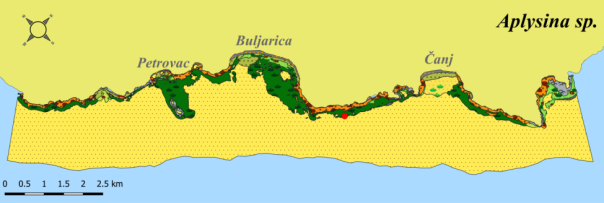 Aplysina sp.
Buljarica
Petrovac
Čanj
0 0.5 1 1.5 2 2.5 km